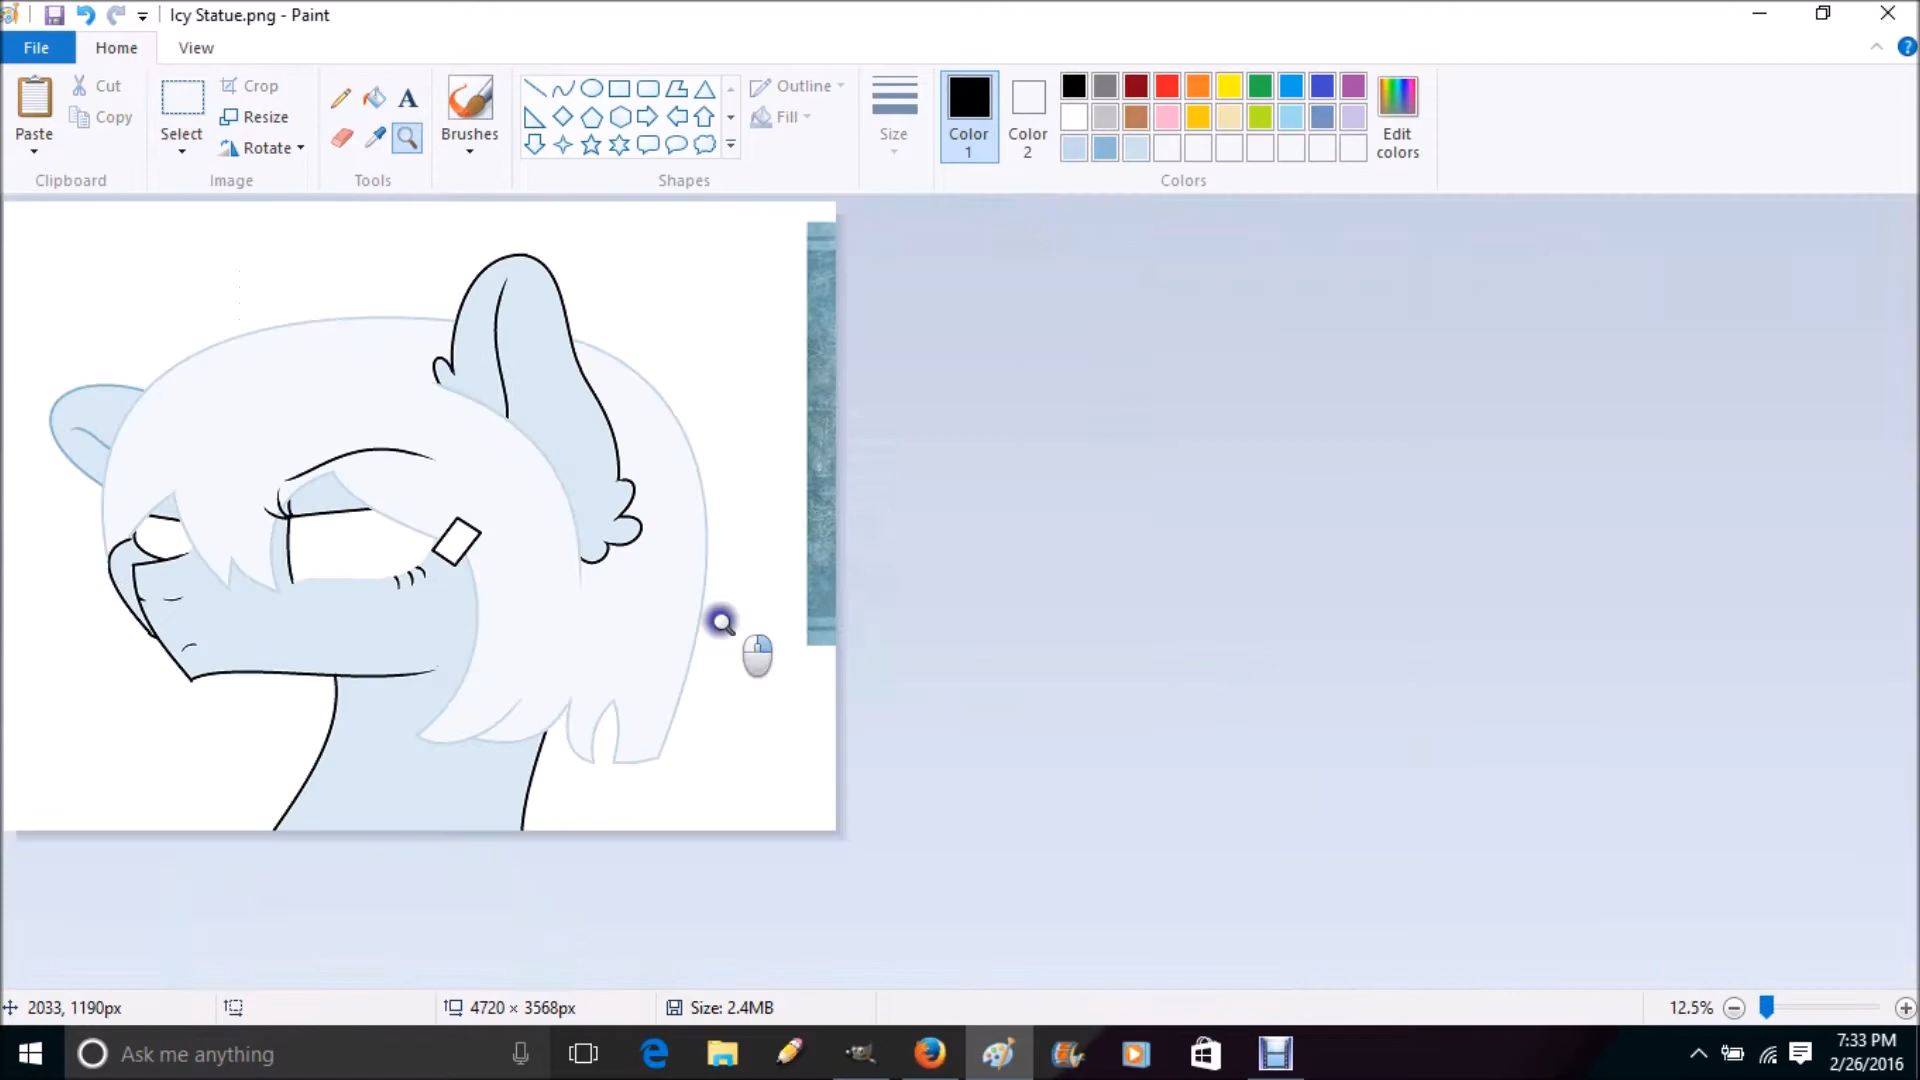 Icy Statue.png - Paint
File
Home
View
Cut
Crop
Outline
Resize
Copy
Fill
Paste
Select
Rotate
A
Brushes
Size
Color
1
Color
2
Edit
colors
Clipboard
Image
Tools
Shapes
Colors
2033, 1190px
4720 × 3568px
Size: 2.4MB
12.5%
Ask me anything
7:33 PM
2/26/2016